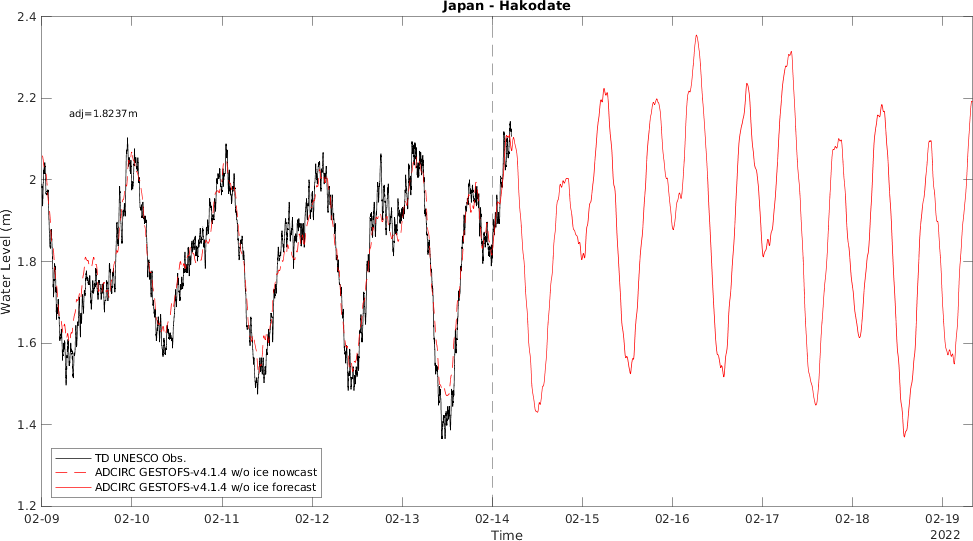 Japan - Hakodate
2.4
2.2
2
1.8
1.6
1.4
1.2
Water Level (m)
adj=1.8237m
TD UNESCO Obs.
ADCIRC GESTOFS-v4.1.4 w/o ice nowcast
ADCIRC GESTOFS-v4.1.4 w/o ice forecast
02-09 02-10 02-11 02-12 02-13 02-14 02-15 02-16 02-17 02-18 02-19
2022
Time